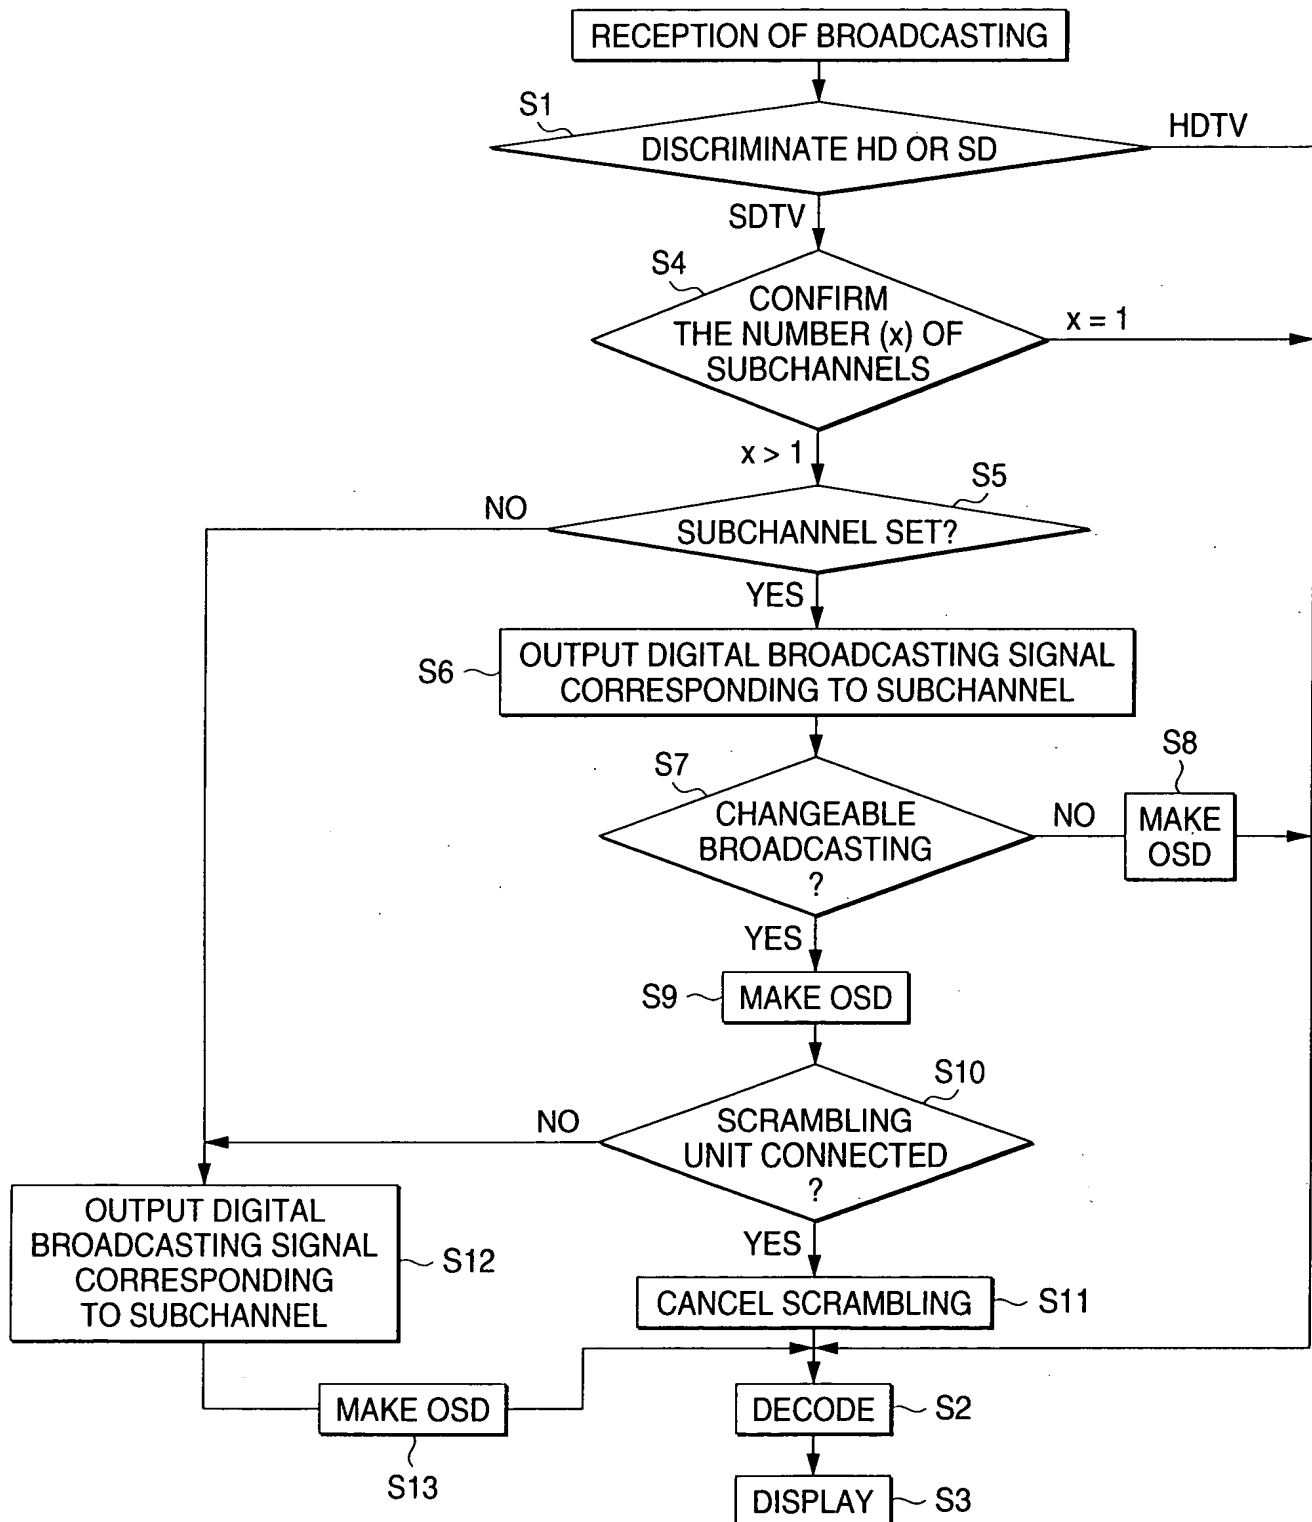 RECEPTION OF BROADCASTING
S1
DISCRIMINATE HD OR SD
HDTV
SDTV
S4
CONFIRM
THE NUMBER (x) OF
SUBCHANNELS
x = 1
x > 1
S5
NO
SUBCHANNEL SET?
YES
S6
OUTPUT DIGITAL BROADCASTING SIGNAL
CORRESPONDING TO SUBCHANNEL
S7
CHANGEABLE
BROADCASTING
?
NO
S8
MAKE
OSD
YES
S9
MAKE OSD
S10
NO
SCRAMBLING
UNIT CONNECTED
?
YES
OUTPUT DIGITAL
BROADCASTING SIGNAL
CORRESPONDING
TO SUBCHANNEL
S12
CANCEL SCRAMBLING
S11
MAKE OSD
S13
DECODE
S2
DISPLAY
S3